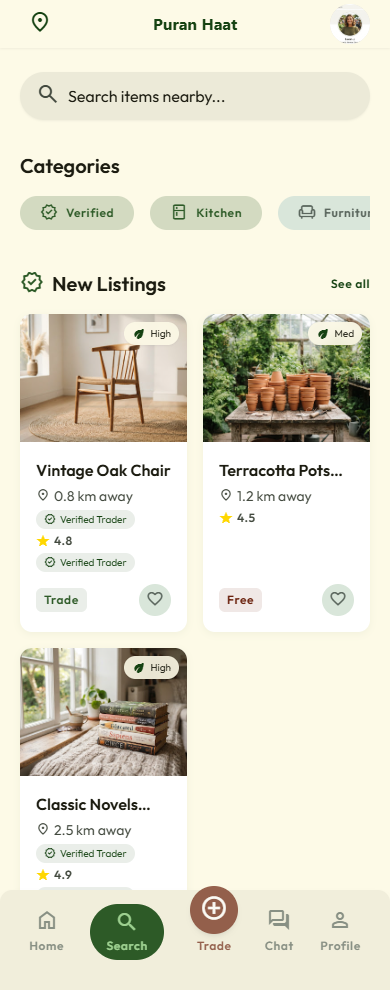 Puran Haat
Search items nearby...
Categories
Verified
Kitchen
Furnitur
New Listings
See all
High
Vintage Oak Chair
0.8 km away
Verified Trader
4.8
Verified Trader
Trade
Med
Terracotta Pots...
1.2 km away
4.5
Free
High
Classic Novels...
2.5 km away
Verified Trader
4.9
Home
Search
Trade
Chat
Profile